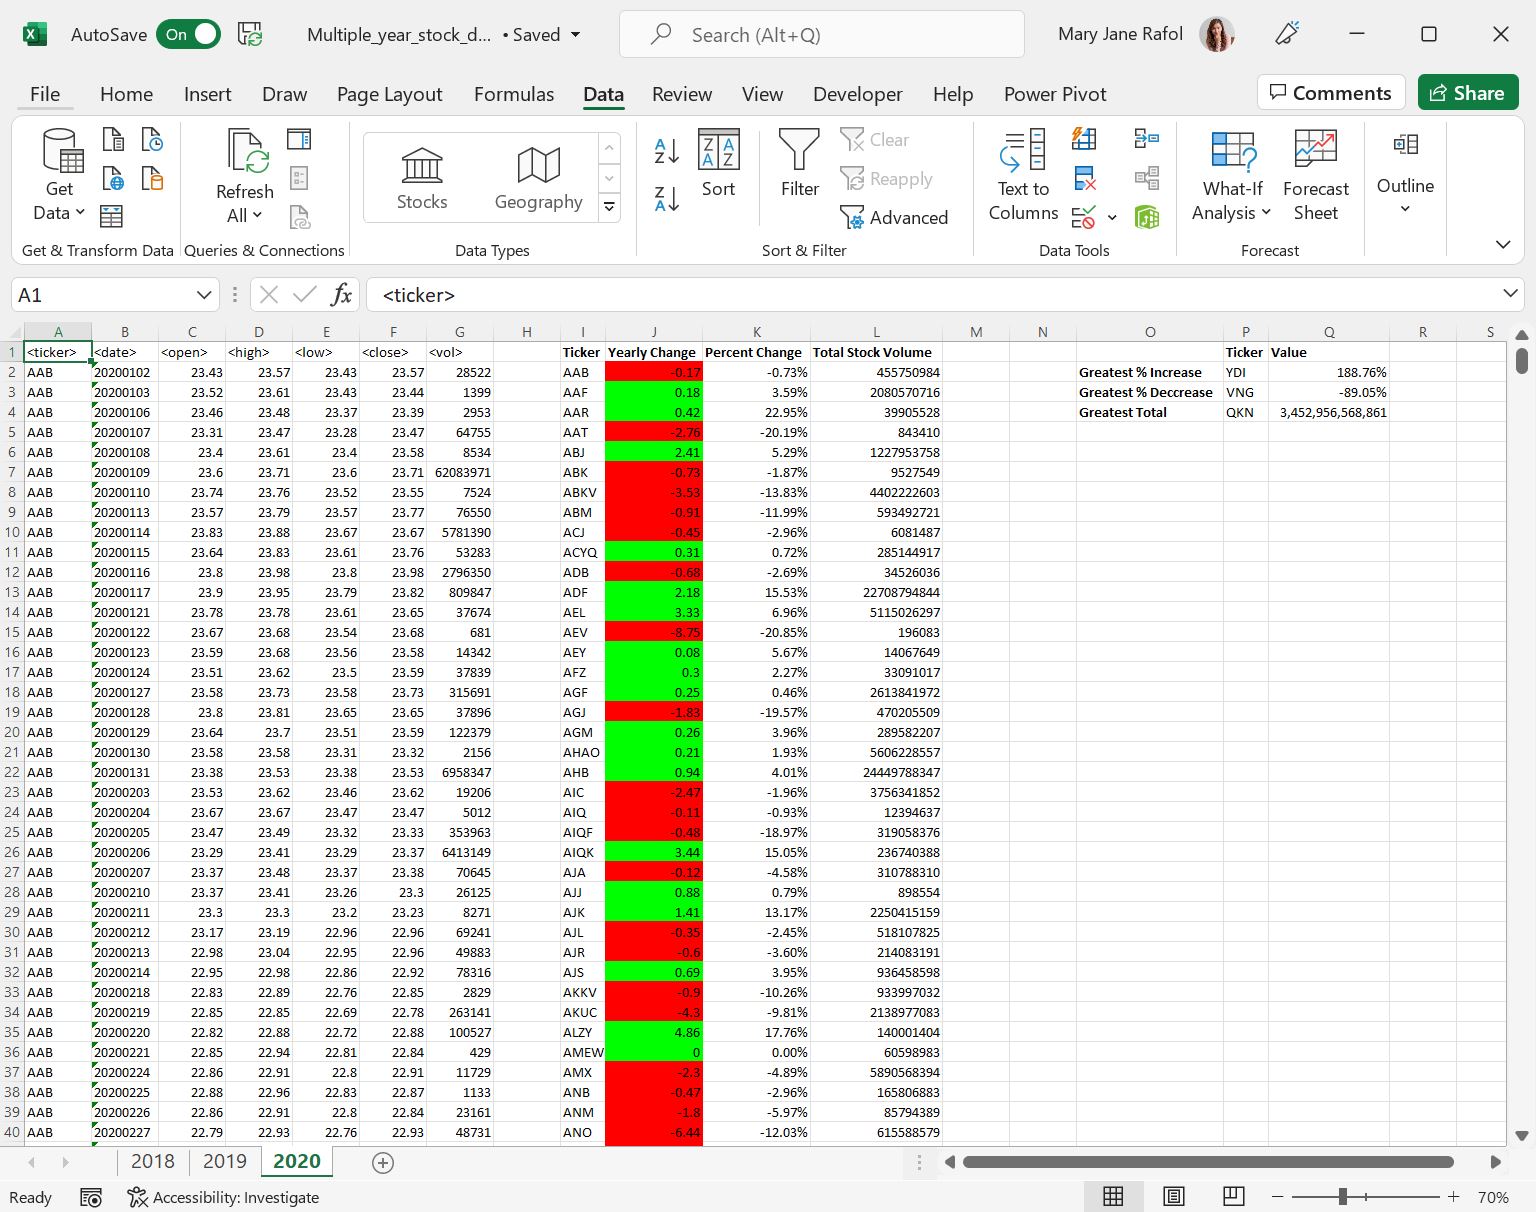 AutoSave On Multiple_year_stock_d... • Saved Search (Alt+Q) Mary Jane Rafol
File Home Insert Draw Page Layout Formulas Data Review View Developer Help Power Pivot Comments Share
Get Data Refresh All Stocks Geography Sort Filter Clear Reapply Advanced Text to Columns What-If Analysis Forecast Sheet Outline
Get & Transform Data Queries & Connections Data Types Sort & Filter Data Tools Forecast
A1 fx <ticker>
A B C D E F G H I J K L M N O P Q R S
1 <ticker> <date> <open> <high> <low> <close> <vol> Ticker Yearly Change Percent Change Total Stock Volume Ticker Value
2 AAB 20200102 23.43 23.57 23.43 23.57 28522 AAB -0.17 -0.73% 455750984 Greatest % Increase YDI 188.76%
3 AAB 20200103 23.52 23.61 23.43 23.44 1399 AAF 0.18 3.59% 2080570716 Greatest % Deccrease VNG -89.05%
4 AAB 20200106 23.46 23.48 23.37 23.39 2953 AAR 0.42 22.95% 39905528 Greatest Total QKN 3,452,956,568,861
5 AAB 20200107 23.31 23.47 23.28 23.47 64755 AAT -2.76 -20.19% 843410
6 AAB 20200108 23.4 23.61 23.4 23.58 8534 ABJ 2.41 5.29% 1227953758
7 AAB 20200109 23.6 23.71 23.6 23.71 62083971 ABK -0.73 -1.87% 9527549
8 AAB 20200110 23.74 23.76 23.52 23.55 7524 ABKV -3.53 -13.83% 4402222603
9 AAB 20200113 23.57 23.79 23.57 23.77 76550 ABM -0.91 -11.99% 593492721
10 AAB 20200114 23.83 23.88 23.67 23.67 5781390 ACJ -0.45 -2.96% 6081487
11 AAB 20200115 23.64 23.83 23.61 23.76 53283 ACYQ 0.31 0.72% 285144917
12 AAB 20200116 23.8 23.98 23.8 23.98 2796350 ADB -0.68 -2.69% 34526036
13 AAB 20200117 23.9 23.95 23.79 23.82 809847 ADF 2.18 15.53% 22708794844
14 AAB 20200121 23.78 23.78 23.61 23.65 37674 AEL 3.33 6.96% 5115026297
15 AAB 20200122 23.67 23.68 23.54 23.68 681 AEV -8.75 -20.85% 196083
16 AAB 20200123 23.59 23.68 23.56 23.58 14342 AEY 0.08 5.67% 14067649
17 AAB 20200124 23.51 23.62 23.5 23.59 37839 AFZ 0.3 2.27% 33091017
18 AAB 20200127 23.58 23.73 23.58 23.73 315691 AGF 0.25 0.46% 2613841972
19 AAB 20200128 23.8 23.81 23.65 23.65 37896 AGJ -1.83 -19.57% 470205509
20 AAB 20200129 23.64 23.7 23.51 23.59 122379 AGM 0.26 3.96% 289582207
21 AAB 20200130 23.58 23.58 23.31 23.32 2156 AHAO 0.21 1.93% 5606228557
22 AAB 20200131 23.38 23.53 23.38 23.53 6958347 AHB 0.94 4.01% 24449788347
23 AAB 20200203 23.53 23.62 23.46 23.62 19206 AIC -2.47 -1.96% 3756341852
24 AAB 20200204 23.67 23.67 23.47 23.47 5012 AIQ -0.11 -0.93% 12394637
25 AAB 20200205 23.47 23.49 23.32 23.33 353963 AIQF -0.48 -18.97% 319058376
26 AAB 20200206 23.29 23.41 23.29 23.37 6413149 AIQK 3.44 15.05% 236740388
27 AAB 20200207 23.37 23.48 23.37 23.38 70645 AJA -0.12 -4.58% 310788310
28 AAB 20200210 23.37 23.41 23.26 23.3 26125 AJJ 0.88 0.79% 898554
29 AAB 20200211 23.3 23.3 23.2 23.23 8271 AJK 1.41 13.17% 2250415159
30 AAB 20200212 23.17 23.19 22.96 22.96 69241 AJL -0.35 -2.45% 518107825
31 AAB 20200213 22.98 23.04 22.95 22.96 49883 AJR -0.6 -3.60% 214083191
32 AAB 20200214 22.95 22.98 22.86 22.92 78316 AJS 0.69 3.95% 936458598
33 AAB 20200218 22.83 22.89 22.76 22.85 2829 AKKV -0.9 -10.26% 933997032
34 AAB 20200219 22.85 22.85 22.69 22.78 263141 AKUC -4.3 -9.81% 2138977083
35 AAB 20200220 22.82 22.88 22.72 22.88 100527 ALZY 4.86 17.76% 140001404
36 AAB 20200221 22.85 22.94 22.81 22.84 429 AMEW 0 0.00% 60598983
37 AAB 20200224 22.86 22.91 22.8 22.91 11729 AMX -2.3 -4.89% 5890568394
38 AAB 20200225 22.88 22.96 22.83 22.87 1133 ANB -0.47 -2.96% 165806883
39 AAB 20200226 22.86 22.91 22.8 22.84 23161 ANM -1.8 -5.97% 85794389
40 AAB 20200227 22.79 22.93 22.76 22.93 48731 ANO -6.44 -12.03% 615588579
2018 2019 2020
Ready Accessibility: Investigate 70%